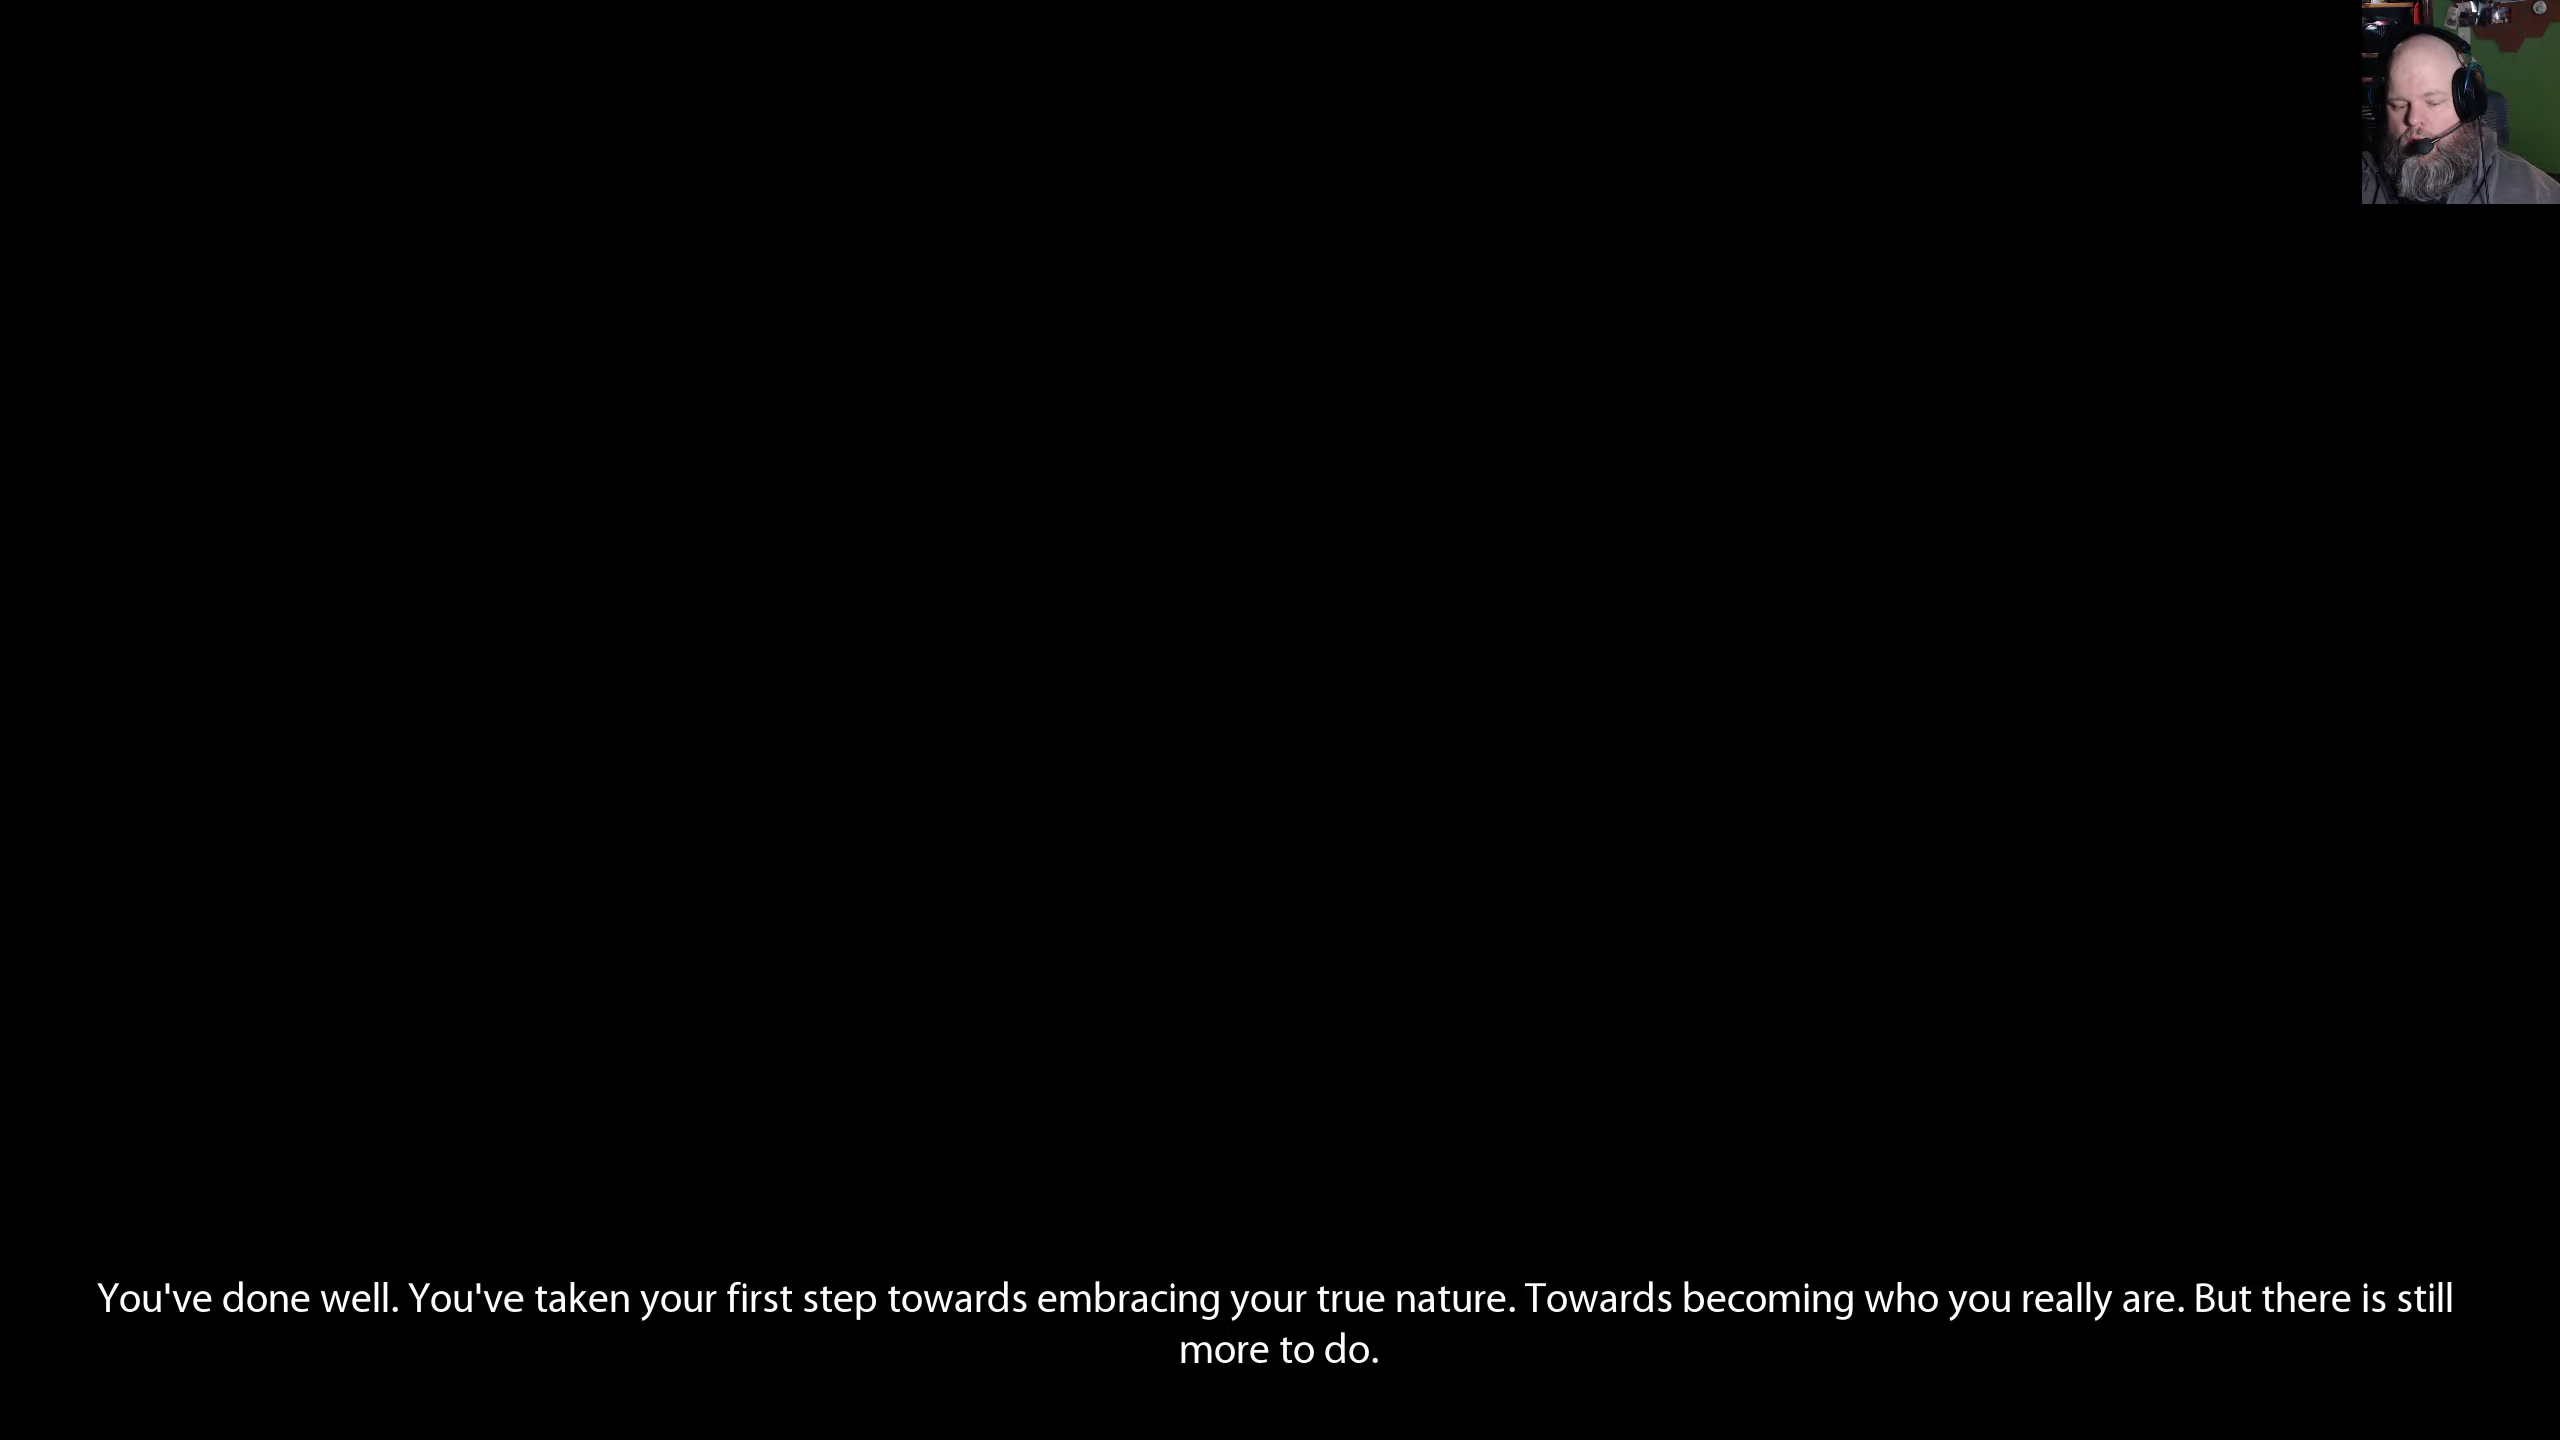 You've done well. You've taken your first step towards embracing your true nature. Towards becoming who you really are. But there is still
more to do.